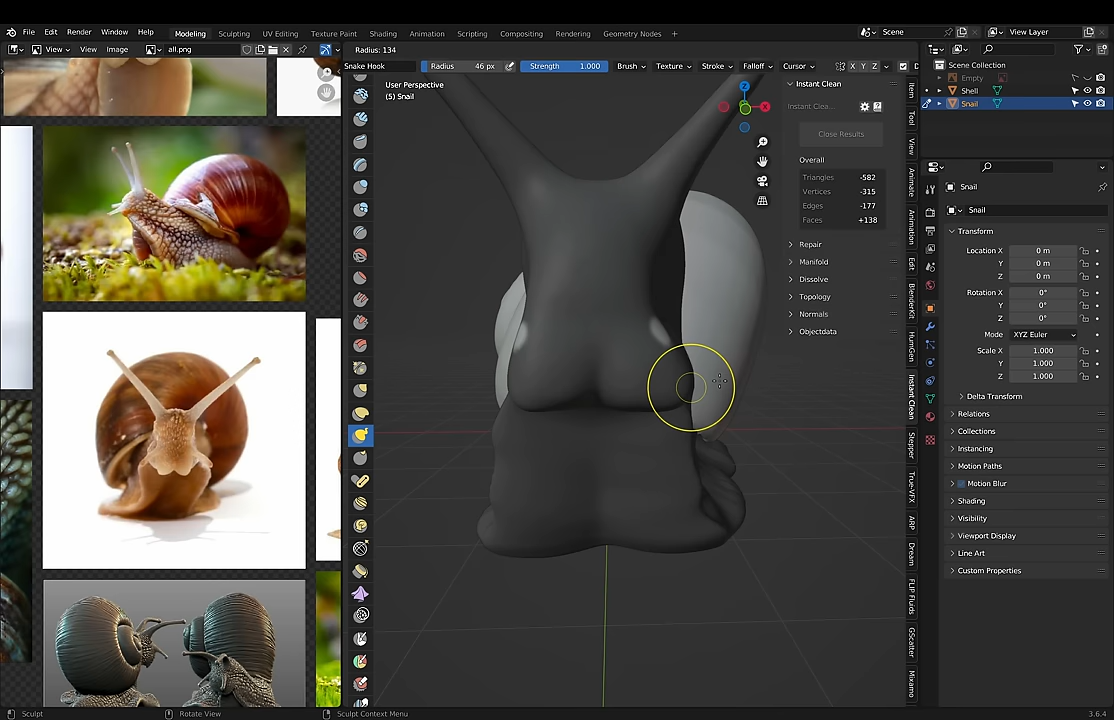 File Edit Render Window Help
Modeling Sculpting UV Editing Texture Paint Shading Animation Scripting Compositing Rendering Geometry Nodes +
Scene
View Layer
View View Image all.png
Radius: 134
Snake Hook Radius 46 px Strength 1.000 Brush Texture Stroke Falloff Cursor X Y Z
User Perspective
(5) Snail
Z
X
Instant Clean
Instant Clea...
Close Results
Overall
Triangles -582
Vertices -315
Edges -177
Faces +138
Repair
Manifold
Dissolve
Topology
Normals
Objectdata
Item
Tool
View
Animate
Animation
Edit
BlenderKit
HumGen
Instant Clean
Stepper
True-VFX
ARP
Dream
FLIP Fluids
GScatter
Mixamo
Scene Collection
Empty
Shell
Snail
Snail
Snail
Transform
Location X 0 m
Y 0 m
Z 0 m
Rotation X 0°
Y 0°
Z 0°
Mode XYZ Euler
Scale X 1.000
Y 1.000
Z 1.000
Delta Transform
Relations
Collections
Instancing
Motion Paths
Motion Blur
Shading
Visibility
Viewport Display
Line Art
Custom Properties
Sculpt Rotate View Sculpt Context Menu 3.6.4